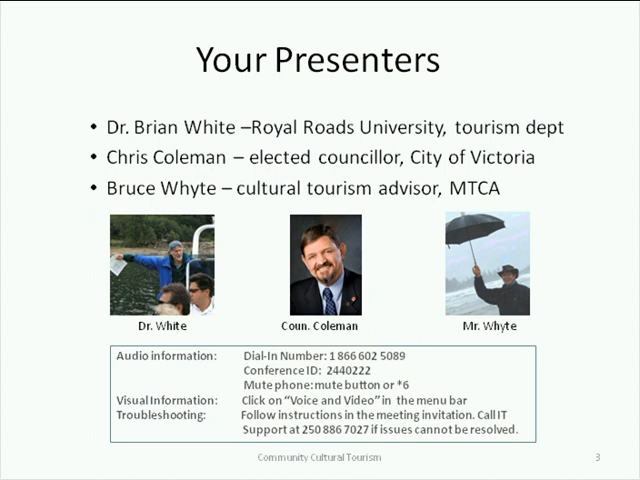 Your Presenters
• Dr. Brian White –Royal Roads University, tourism dept
• Chris Coleman – elected councillor, City of Victoria
• Bruce Whyte – cultural tourism advisor, MTCA
Dr. White Coun. Coleman Mr. Whyte
Audio information: Dial-In Number: 1 866 602 5089
Conference ID: 2440222
Mute phone: mute button or *6
Visual Information: Click on "Voice and Video" in the menu bar
Troubleshooting: Follow instructions in the meeting invitation. Call IT
Support at 250 886 7027 if issues cannot be resolved.
Community Cultural Tourism 3